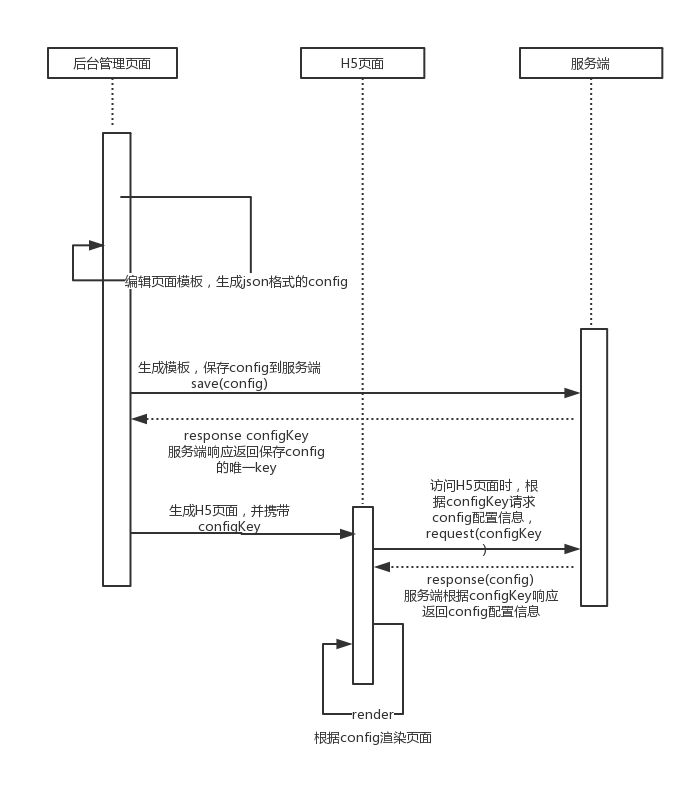 后台管理页面
H5页面
服务端
编辑页面模板，生成json格式的config
生成模板，保存config到服务端
save(config)
response configKey
服务端响应返回保存config
的唯一key
访问H5页面时，根
据configKey请求
config配置信息，
request(configKey
)
生成H5页面，并携带
configKey
response(config)
服务端根据configKey响应
返回config配置信息
render
根据config渲染页面